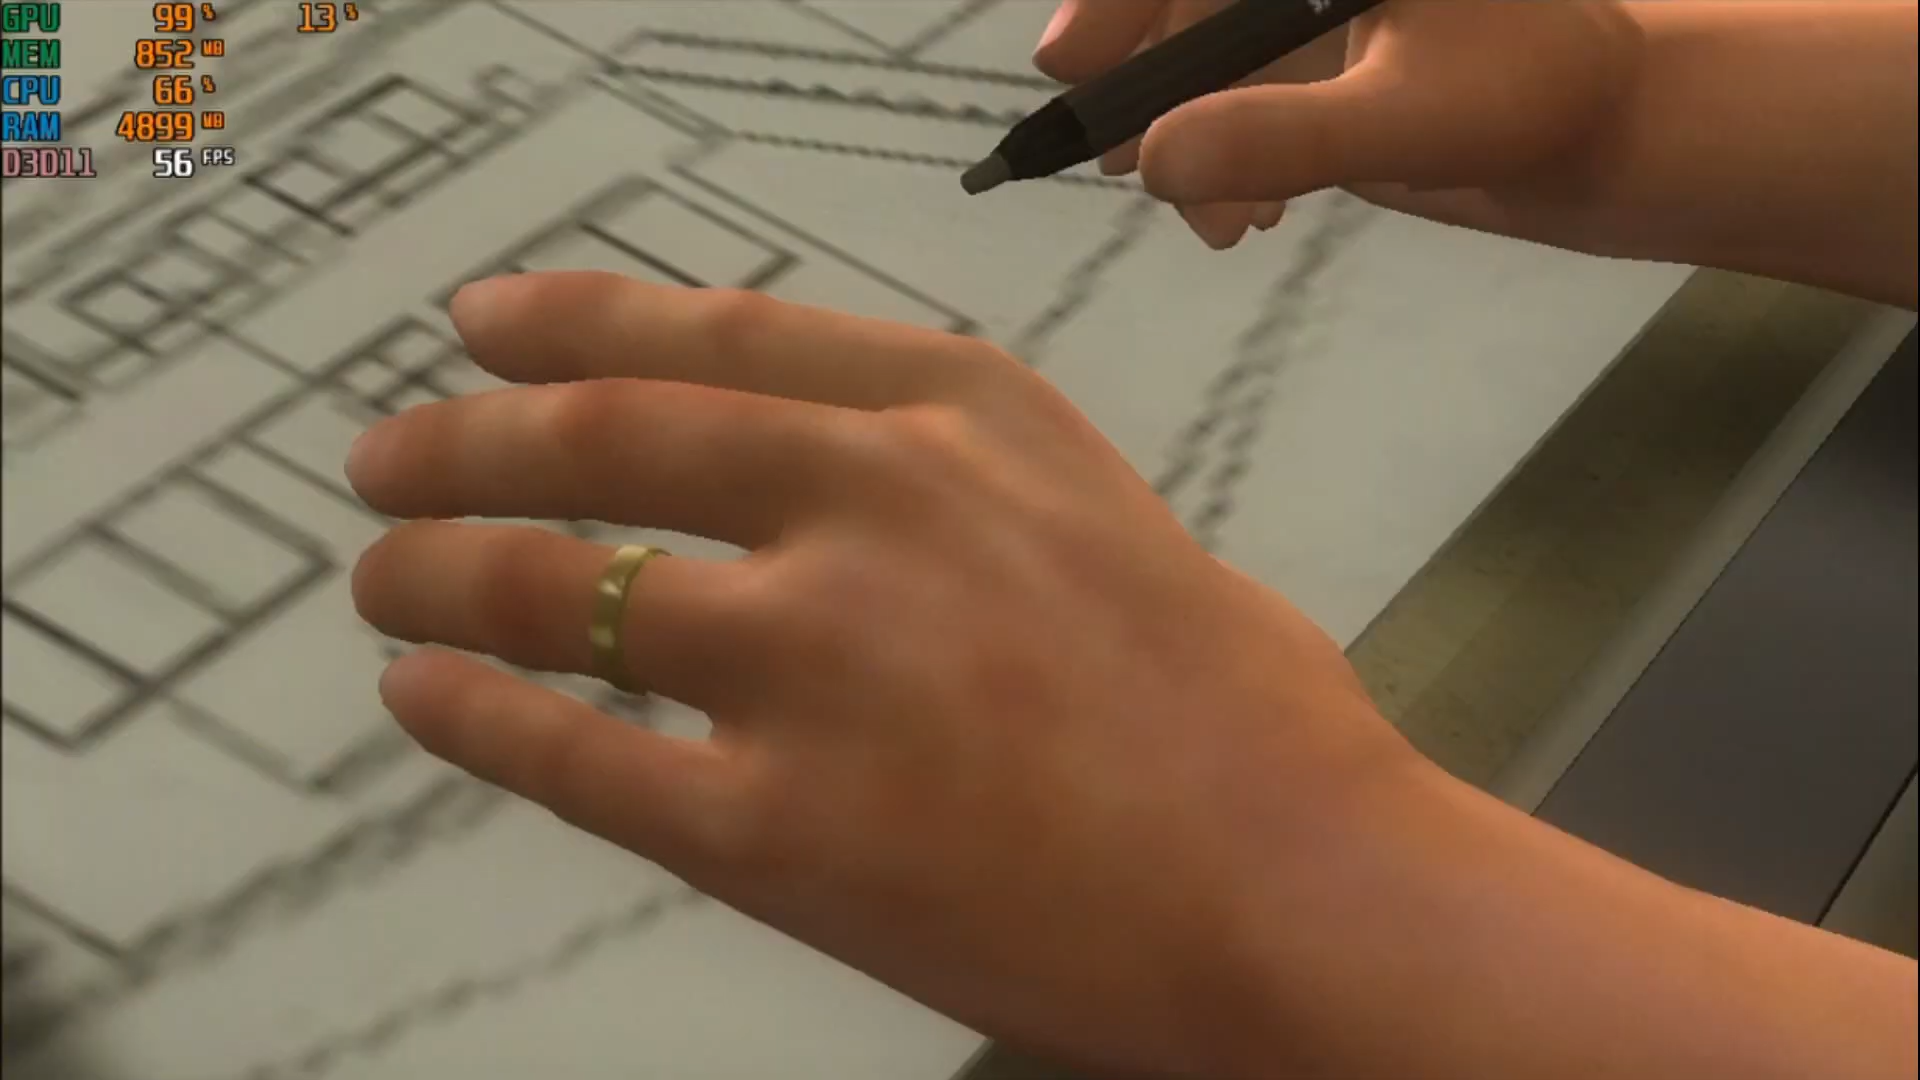 GPU 99 % 13 %
MEM 852 MB
CPU 66 %
RAM 4899 MB
D3D11 56 FPS